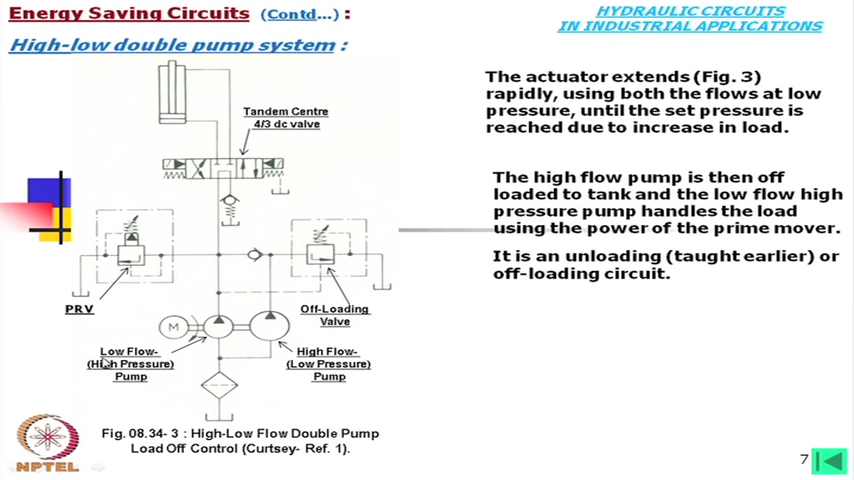 Energy Saving Circuits (Contd…) :
HYDRAULIC CIRCUITS
IN INDUSTRIAL APPLICATIONS
High-low double pump system :
Tandem Centre
4/3 dc valve
PRV
Off-Loading
Valve
M
Low Flow-
(High Pressure)
Pump
High Flow-
(Low Pressure)
Pump
Fig. 08.34- 3 : High-Low Flow Double Pump
Load Off Control (Curtsey- Ref. 1).
The actuator extends (Fig. 3)
rapidly, using both the flows at low
pressure, until the set pressure is
reached due to increase in load.
The high flow pump is then off
loaded to tank and the low flow high
pressure pump handles the load
using the power of the prime mover.
It is an unloading (taught earlier) or
off-loading circuit.
NPTEL
7